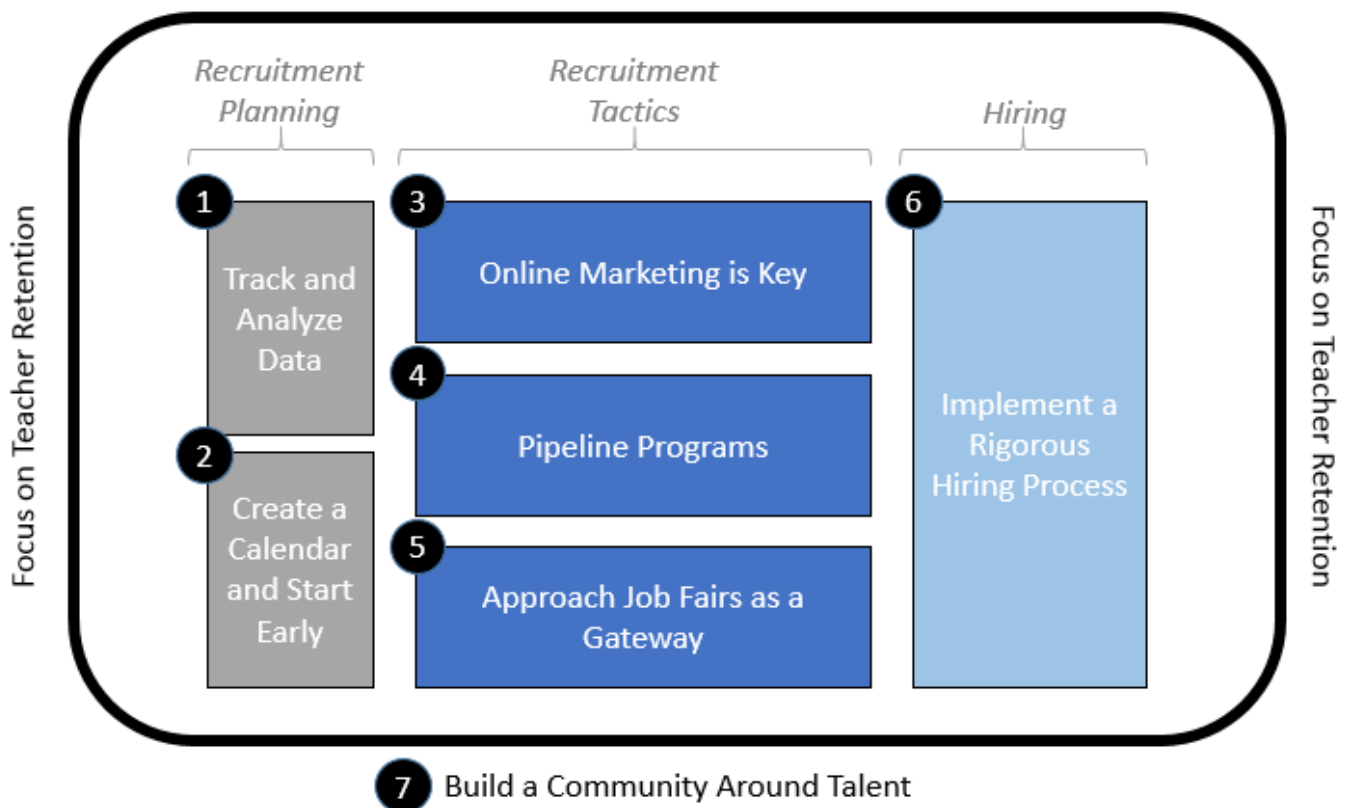 Recruitment
Planning
Recruitment
Tactics
Hiring
Focus on Teacher Retention
1
Track and
Analyze
Data
2
Create a
Calendar
and Start
Early
3
Online Marketing is Key
4
Pipeline Programs
5
Approach Job Fairs as a
Gateway
6
Implement a
Rigorous
Hiring Process
Focus on Teacher Retention
7 Build a Community Around Talent